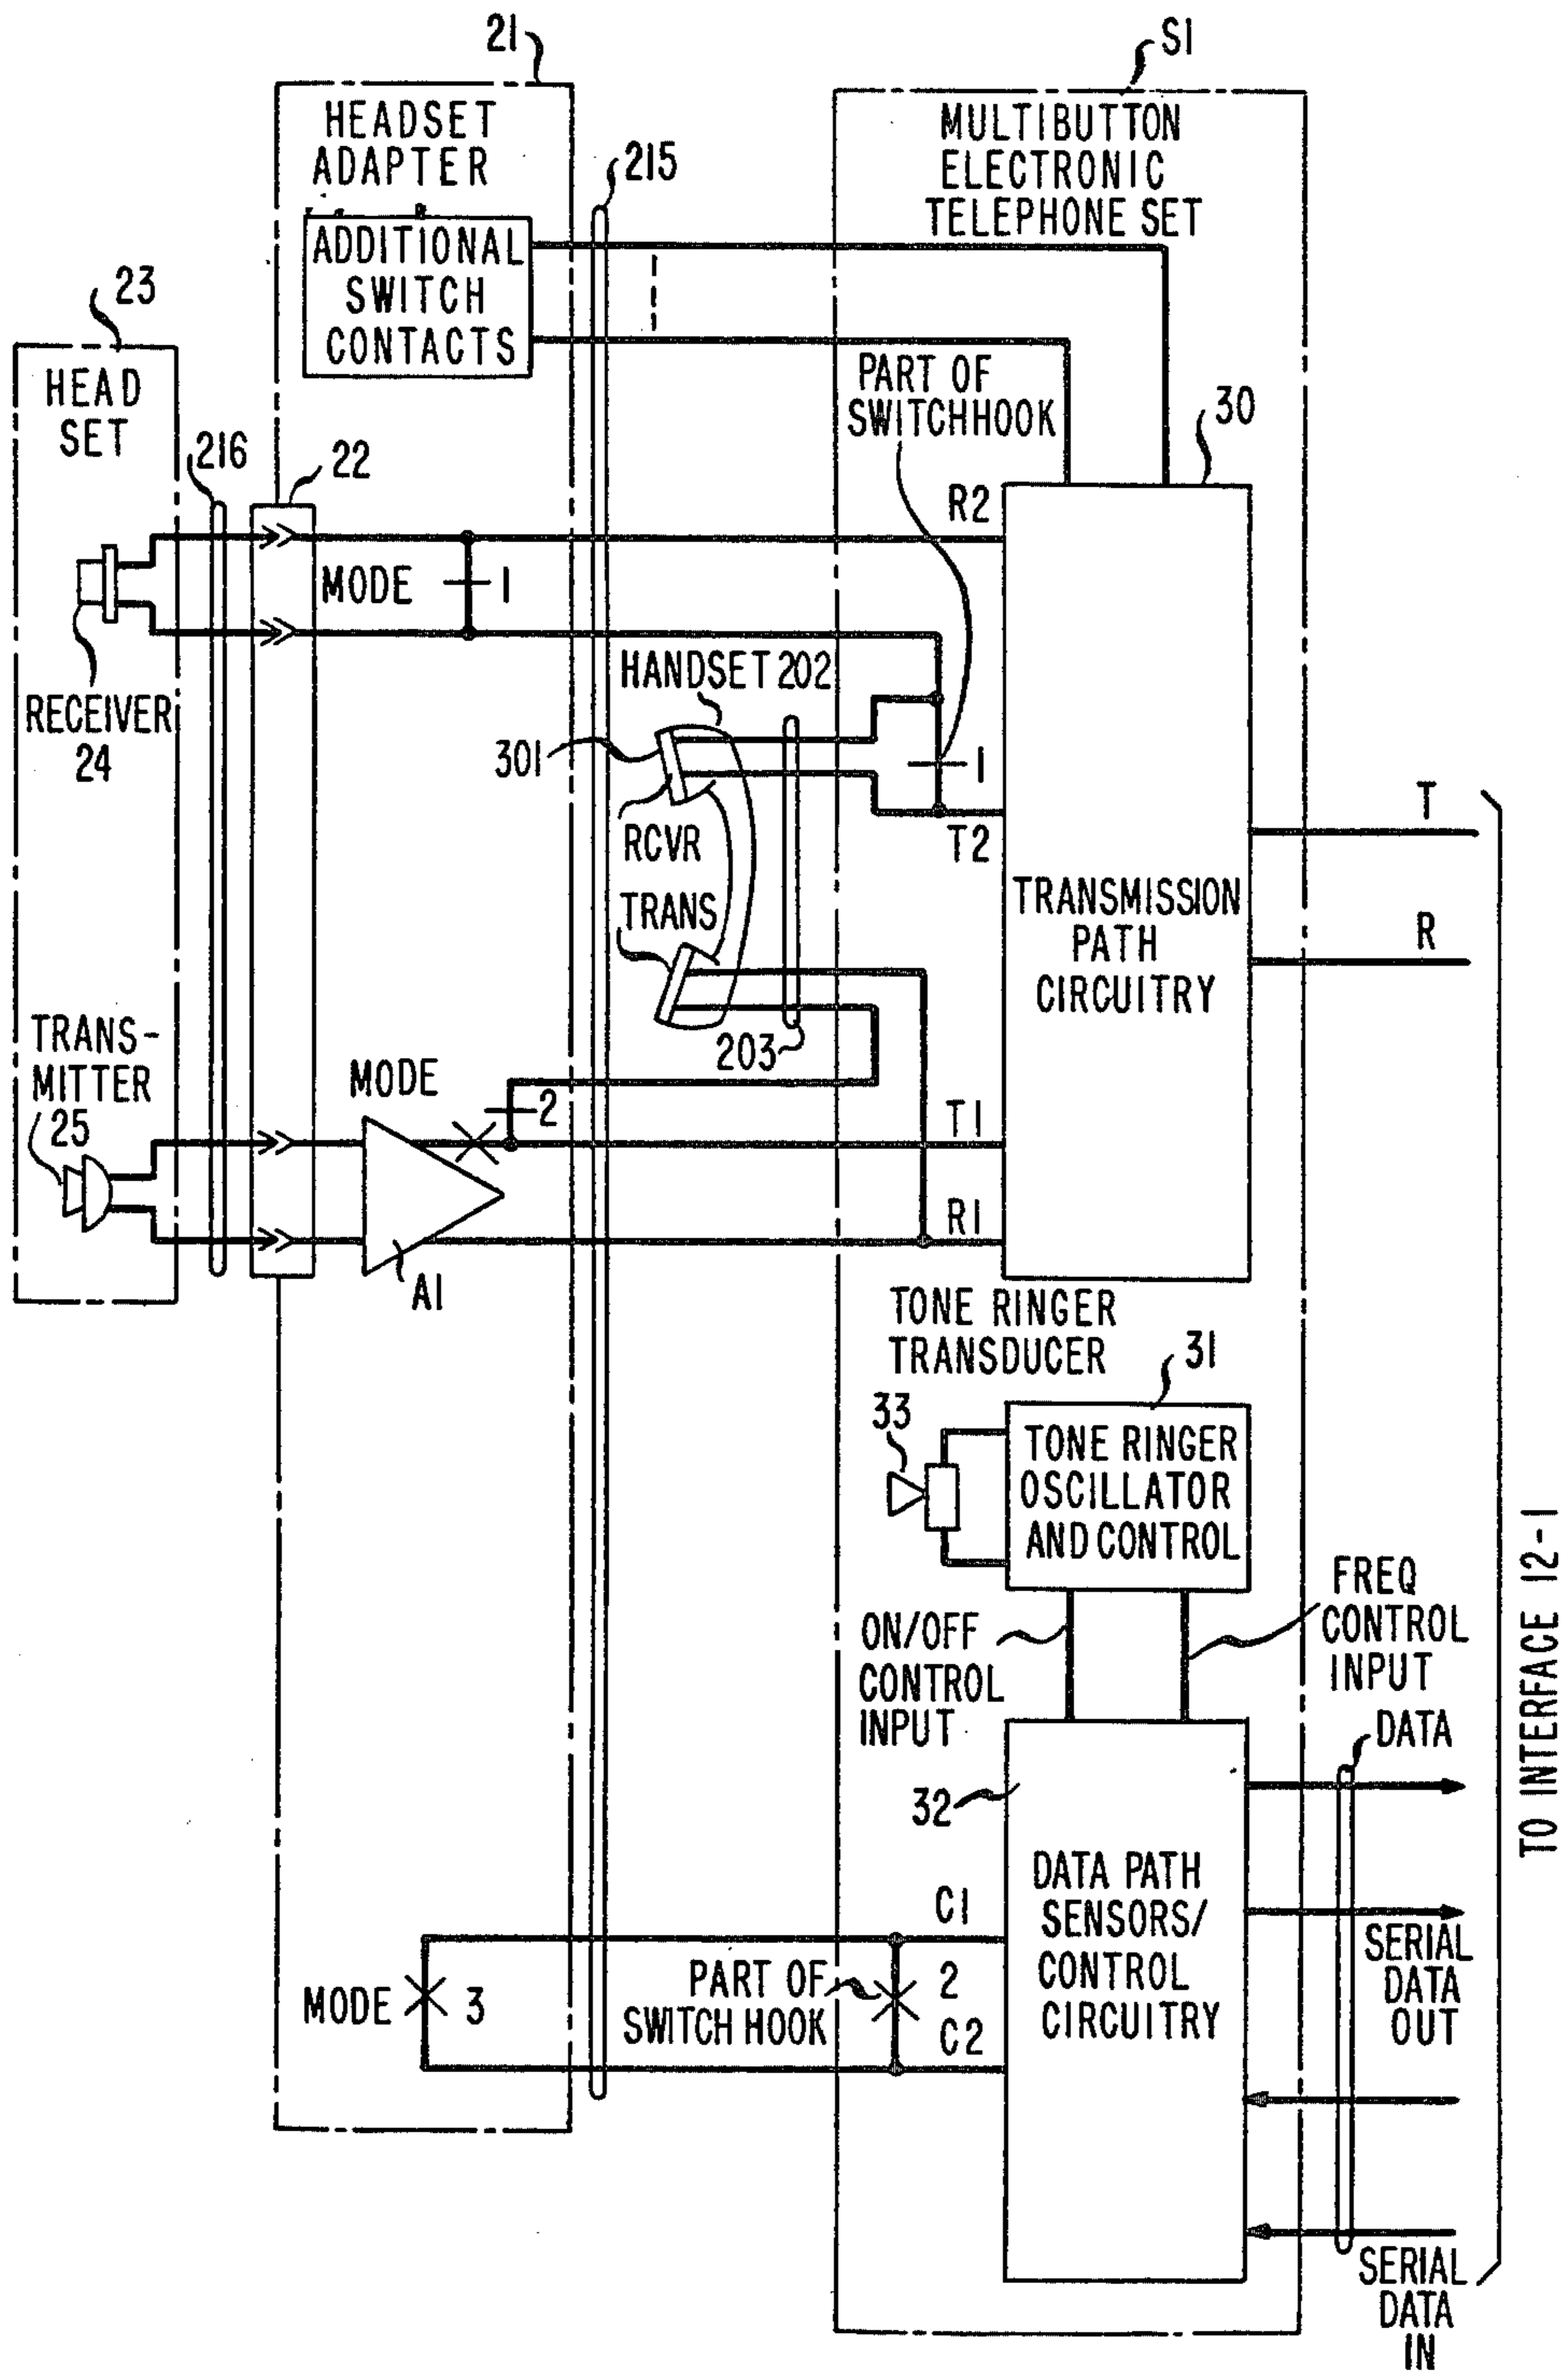 21
S1
HEADSET
ADAPTER
MULTIBUTTON
ELECTRONIC
TELEPHONE SET
215
ADDITIONAL
SWITCH
CONTACTS
23
HEAD
SET
PART OF
SWITCHHOOK
30
216
22
R2
MODE
1
HANDSET 202
RECEIVER
24
301
1
RCVR
T2
T
TRANS
TRANSMISSION
PATH
CIRCUITRY
R
TRANS-
MITTER
25
203
MODE
2
T1
R1
A1
TONE RINGER
TRANSDUCER
31
33
TONE RINGER
OSCILLATOR
AND CONTROL
FREQ
CONTROL
INPUT
ON/OFF
CONTROL
INPUT
DATA
TO INTERFACE 12-1
32
DATA PATH
SENSORS/
CONTROL
CIRCUITRY
C1
SERIAL
DATA
OUT
MODE
3
PART OF
SWITCH HOOK
2
C2
SERIAL
DATA
IN